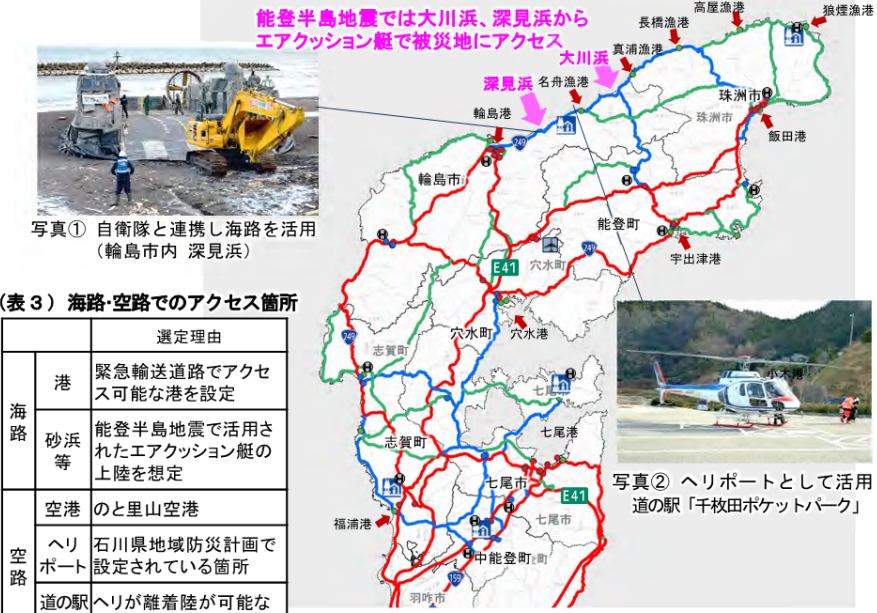 能登半島地震では大川浜、深見浜から
エアクッション艇で被災地にアクセス
高屋漁港
狼煙漁港
長橋漁港
真浦漁港
大川浜
名舟漁港
深見浜
輪島港
249
珠洲市
珠洲市
飯田港
輪島市
能登町
249
宇出津港
E41
穴水町
写真① 自衛隊と連携し海路を活用
(輪島市内 深見浜)
穴水町
穴水港
249
志賀町
(表3) 海路・空路でのアクセス箇所
選定理由
海路
港
緊急輸送道路でアクセ
ス可能な港を設定
砂浜
等
能登半島地震で活用さ
れたエアクッション艇の
上陸を想定
空路
空港
のと里山空港
ヘリ
ポート
石川県地域防災計画で
設定されている箇所
道の駅
ヘリが離着陸が可能な
小木港
七尾港
志賀町
七尾市
E41
七尾市
福浦港
中能登町
159
羽咋市
写真② ヘリポートとして活用
道の駅「千枚田ポケットパーク」